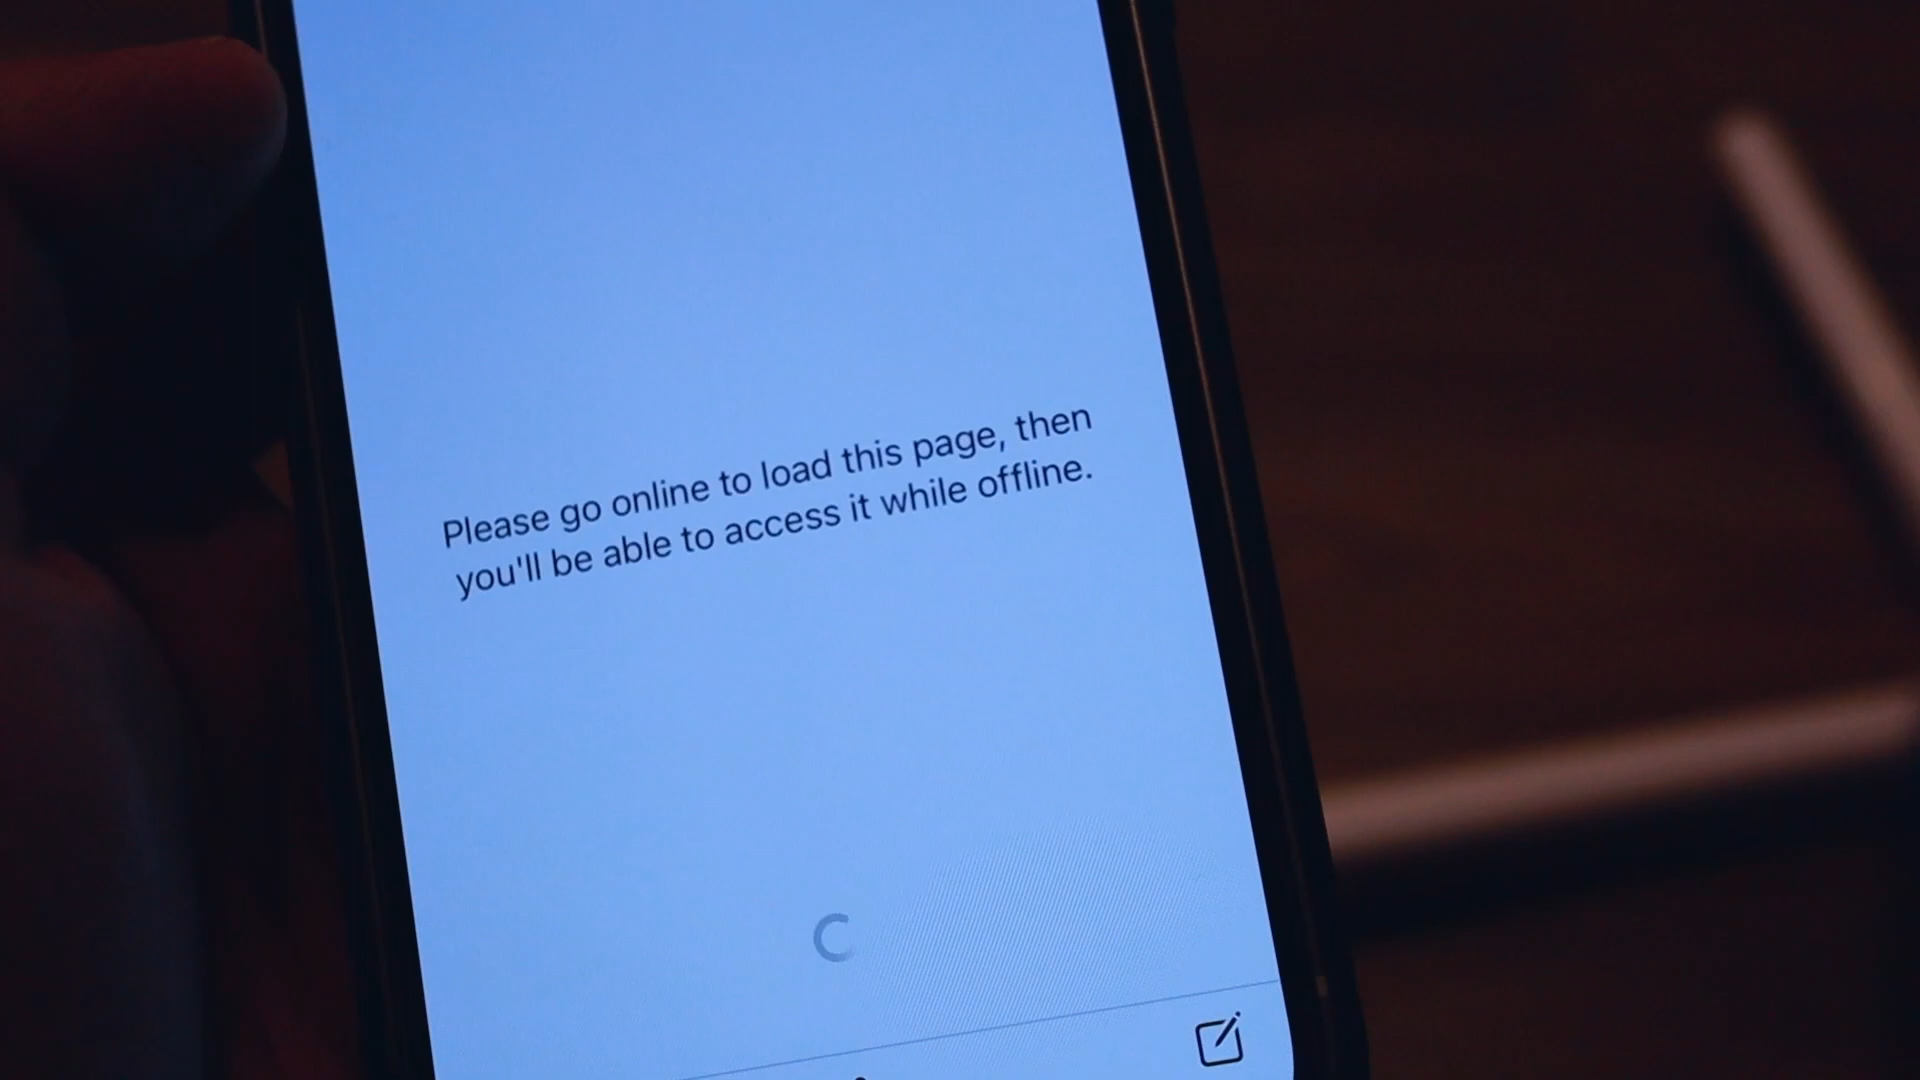 Please go online to load this page, then
you'll be able to access it while offline.